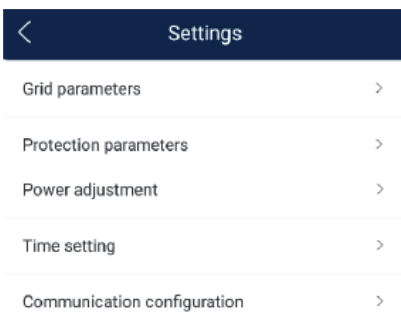 Settings
Grid parameters
Protection parameters
Power adjustment
Time setting
Communication configuration